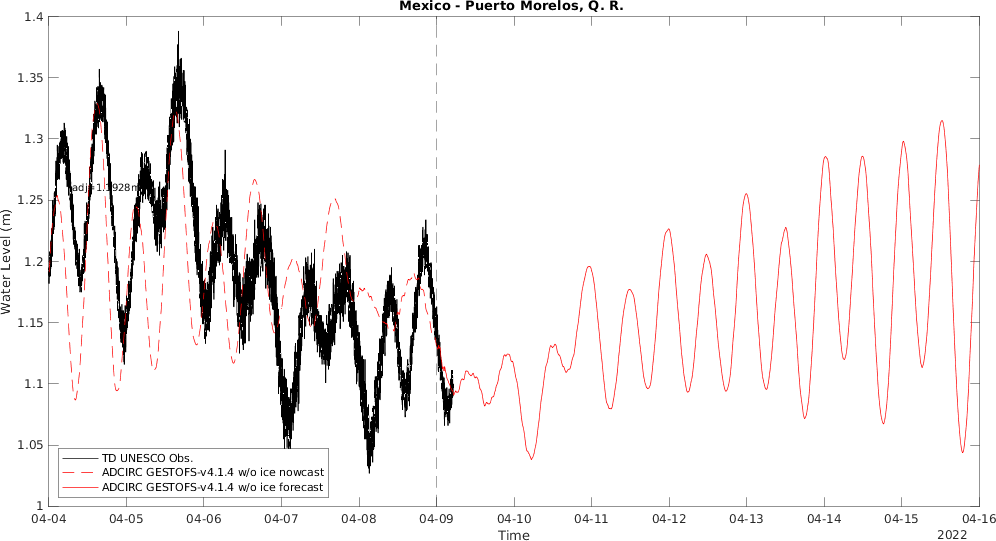 Mexico - Puerto Morelos, Q. R.
1.4
1.35
1.3
1.25
1.2
1.15
1.1
1.05
1
Water Level (m)
adj=1.1928m
TD UNESCO Obs.
ADCIRC GESTOFS-v4.1.4 w/o ice nowcast
ADCIRC GESTOFS-v4.1.4 w/o ice forecast
04-04 04-05 04-06 04-07 04-08 04-09 04-10 04-11 04-12 04-13 04-14 04-15 04-16
Time
2022